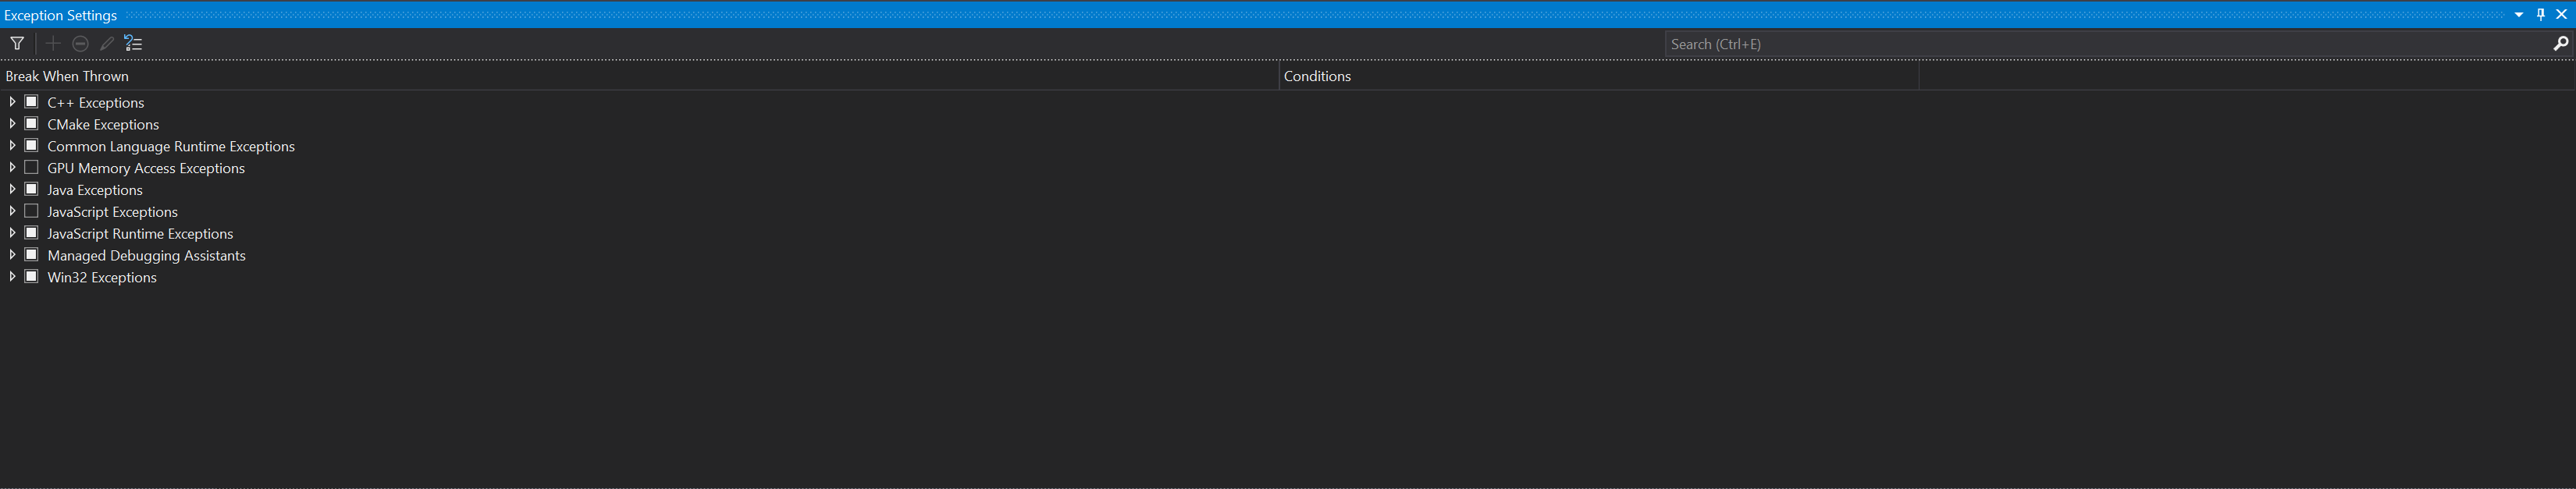 Exception Settings
Search (Ctrl+E)
Break When Thrown
Conditions
C++ Exceptions
CMake Exceptions
Common Language Runtime Exceptions
GPU Memory Access Exceptions
Java Exceptions
JavaScript Exceptions
JavaScript Runtime Exceptions
Managed Debugging Assistants
Win32 Exceptions